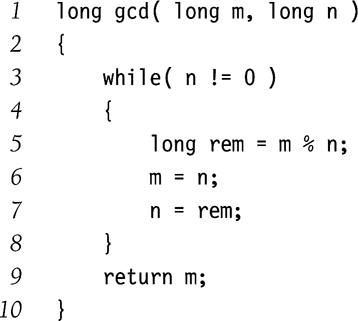 1 long gcd( long m, long n )
2 {
3 while( n != 0 )
4 {
5 long rem = m % n;
6 m = n;
7 n = rem;
8 }
9 return m;
10 }